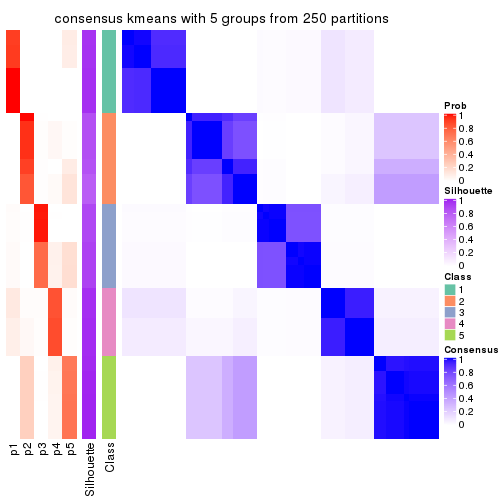 consensus kmeans with 5 groups from 250 partitions
Prob
1
0.8
0.6
0.4
0.2
0
Silhouette
1
0.8
0.6
0.4
0.2
0
Class
1
2
3
4
5
Consensus
1
0.8
0.6
0.4
0.2
0
p1
p2
p3
p4
p5
Silhouette
Class